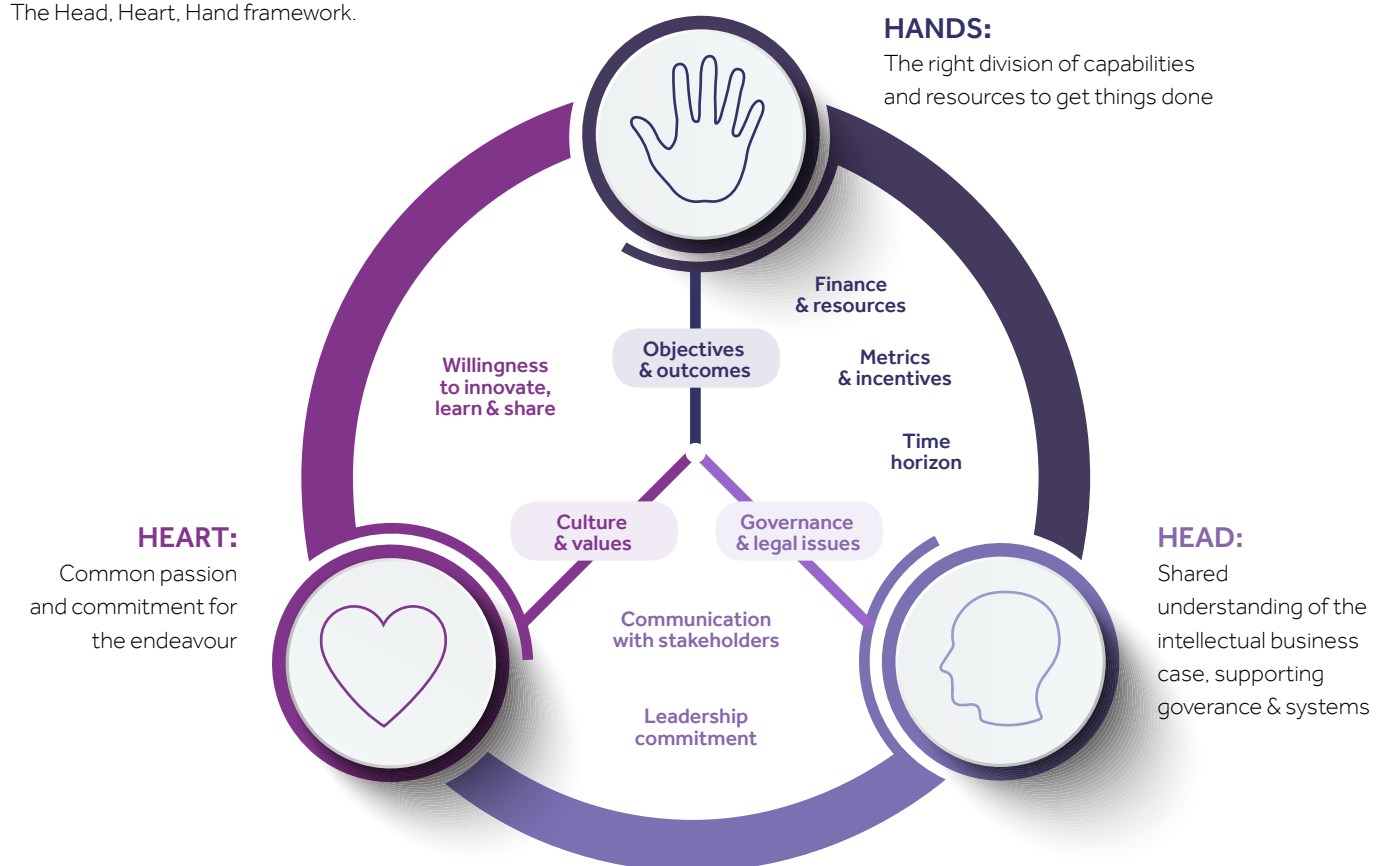 The Head, Heart, Hand framework.
HANDS:
The right division of capabilities
and resources to get things done
Finance
& resources
Objectives
& outcomes
Metrics
& incentives
Willingness
to innovate,
learn & share
Time
horizon
Culture
& values
Governance
& legal issues
HEART:
Common passion
and commitment for
the endeavour
HEAD:
Shared
understanding of the
intellectual business
case, supporting
goverance & systems
Communication
with stakeholders
Leadership
commitment